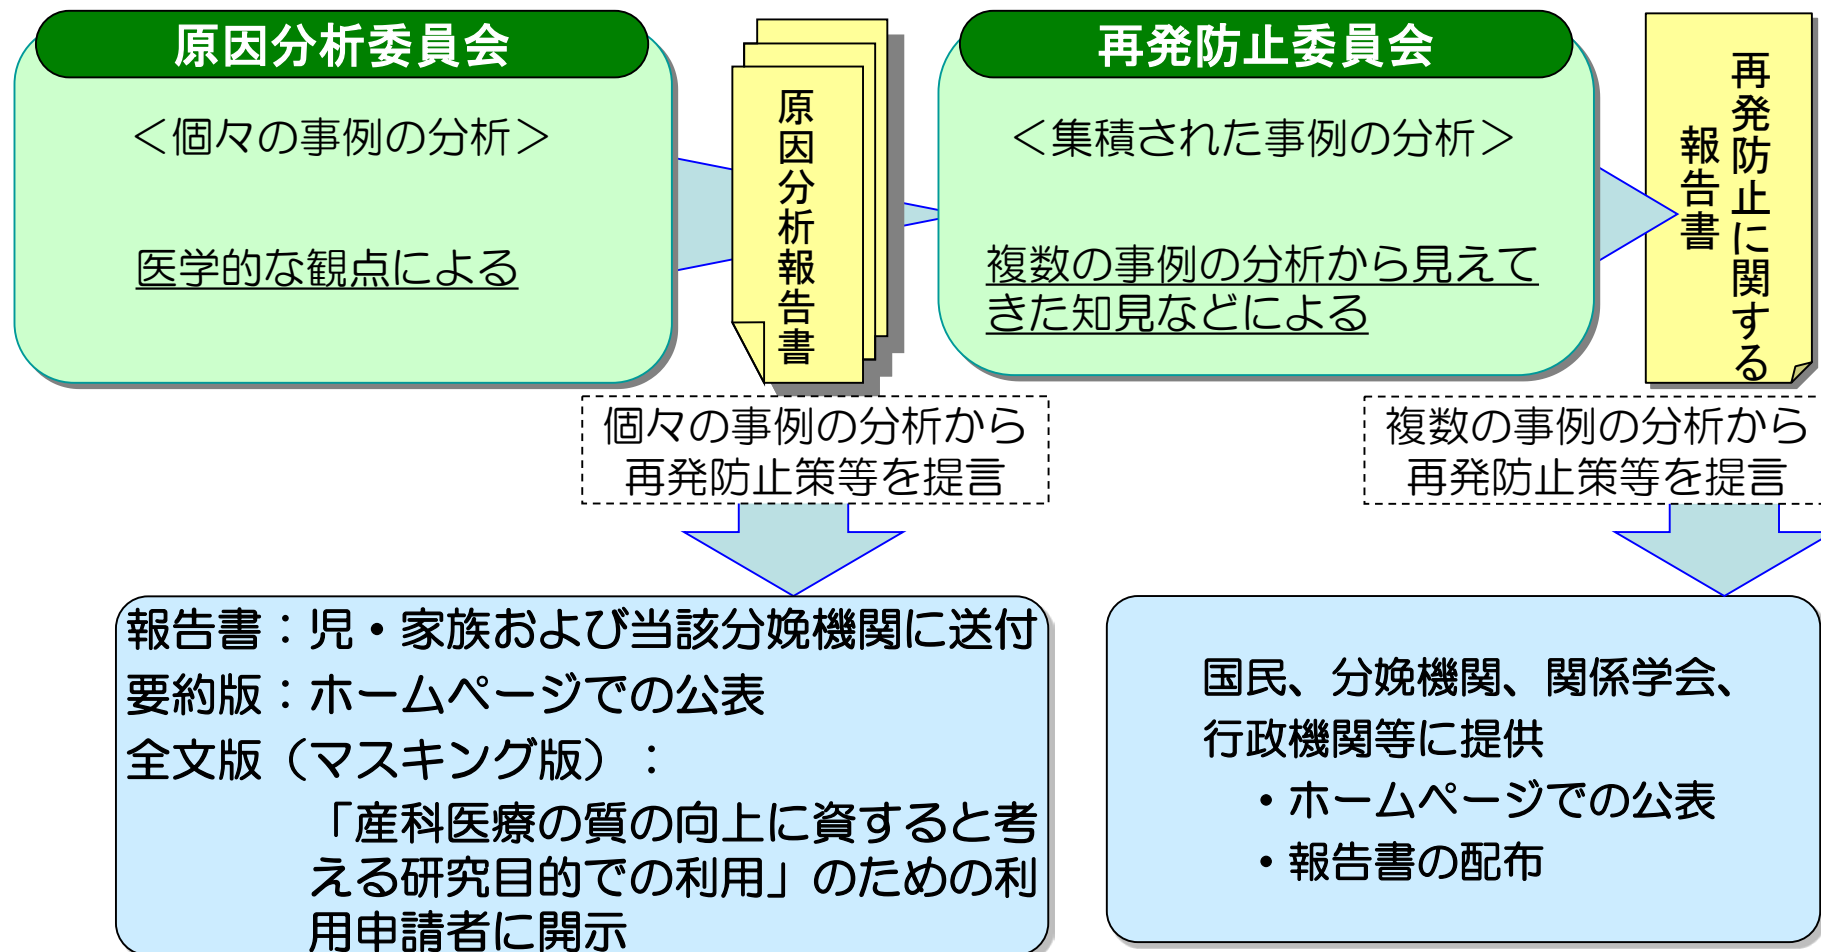 原因分析委員会
＜個々の事例の分析＞
医学的な観点による
原因分析報告書
再発防止委員会
＜集積された事例の分析＞
複数の事例の分析から見えて
きた知見などによる
再発防止に関する
報告書
個々の事例の分析から
再発防止策等を提言
複数の事例の分析から
再発防止策等を提言
報告書：児・家族および当該分娩機関に送付
要約版：ホームページでの公表
全文版（マスキング版）：
「産科医療の質の向上に資すると考
える研究目的での利用」のための利
用申請者に開示
国民、分娩機関、関係学会、
行政機関等に提供
・ホームページでの公表
・報告書の配布